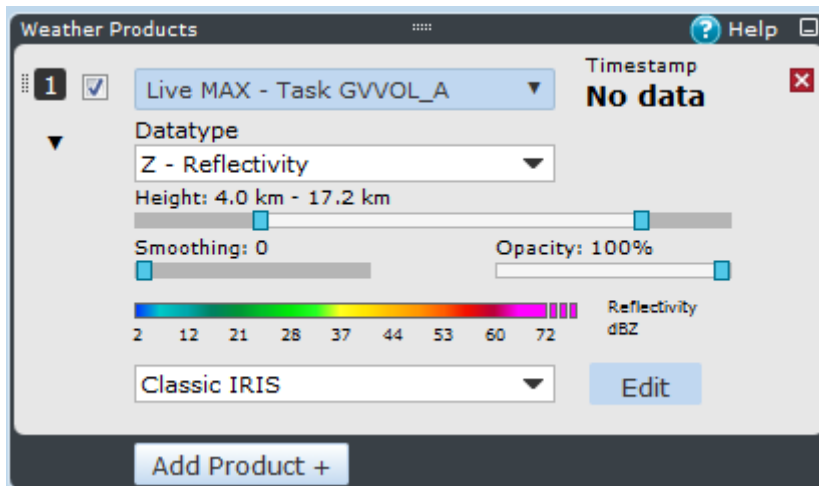 Weather Products
Help
1
Live MAX - Task GVVOL_A
Timestamp
No data
Datatype
Z - Reflectivity
Height: 4.0 km - 17.2 km
Smoothing: 0
Opacity: 100%
2 12 21 28 37 44 53 60 72
Reflectivity
dBZ
Classic IRIS
Edit
Add Product +